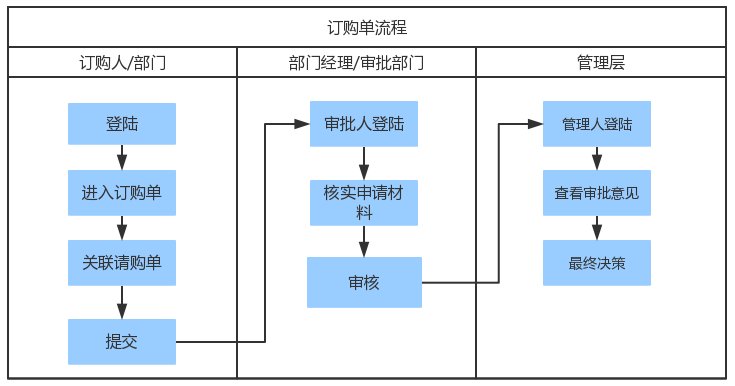 订购单流程
订购人/部门
部门经理/审批部门
管理层
登陆
进入订购单
关联请购单
提交
审批人登陆
核实申请材
料
审核
管理人登陆
查看审批意见
最终决策